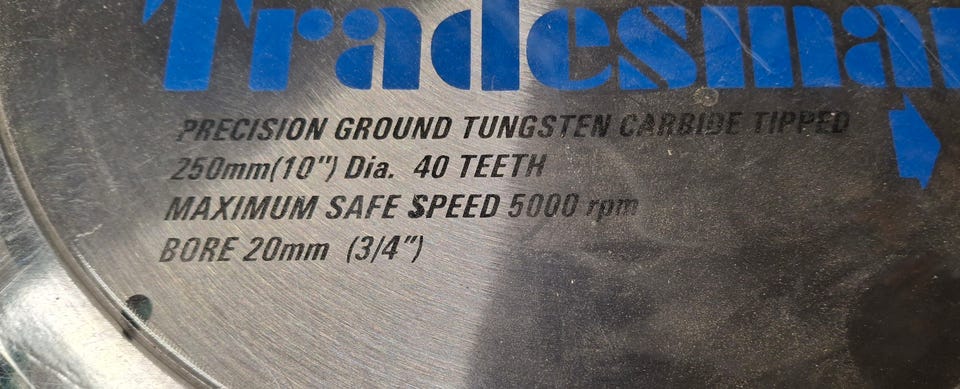 Tradesman
PRECISION GROUND TUNGSTEN CARBIDE TIPPED
250mm(10") Dia. 40 TEETH
MAXIMUM SAFE SPEED 5000 rpm
BORE 20mm (3/4")